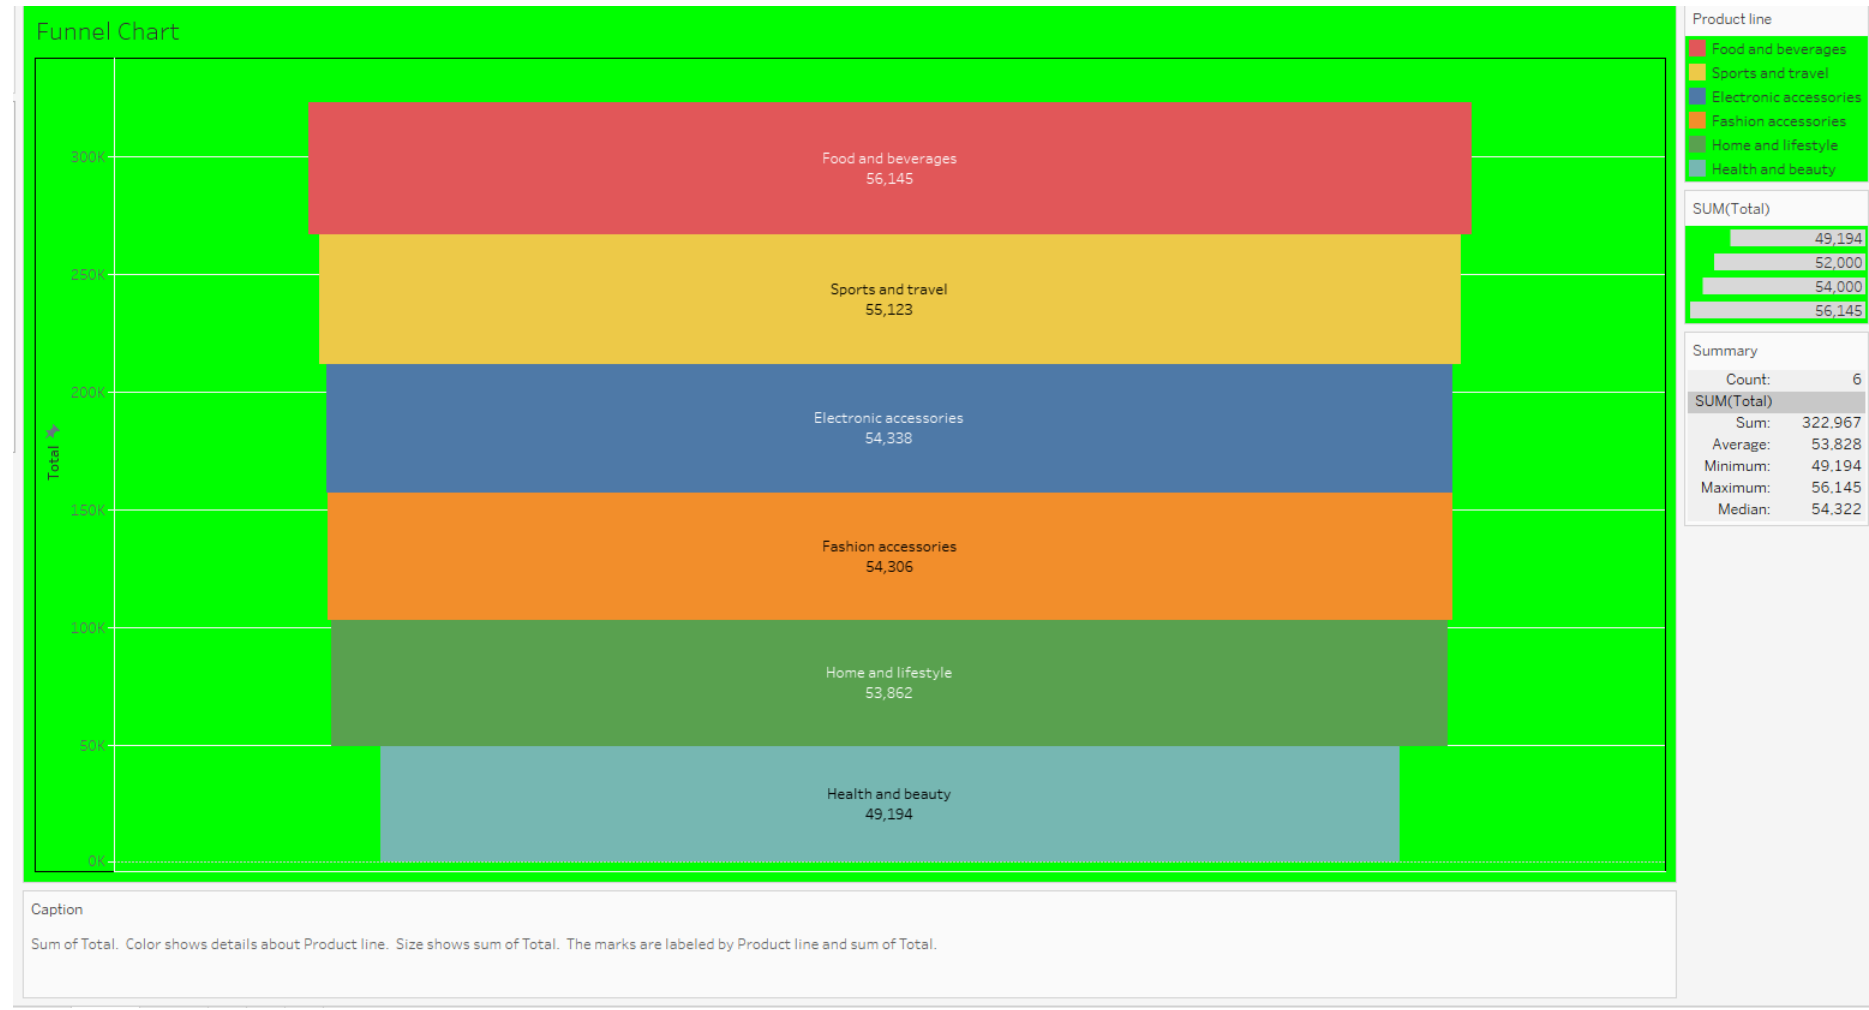 Funnel Chart
300K
250K
200K
150K
100K
50K
0K
Total
Food and beverages
56,145
Sports and travel
55,123
Electronic accessories
54,338
Fashion accessories
54,306
Home and lifestyle
53,862
Health and beauty
49,194
Product line
Food and beverages
Sports and travel
Electronic accessories
Fashion accessories
Home and lifestyle
Health and beauty
SUM(Total)
49,194
52,000
54,000
56,145
Summary
Count: 6
SUM(Total)
Sum: 322,967
Average: 53,828
Minimum: 49,194
Maximum: 56,145
Median: 54,322
Caption
Sum of Total. Color shows details about Product line. Size shows sum of Total. The marks are labeled by Product line and sum of Total.